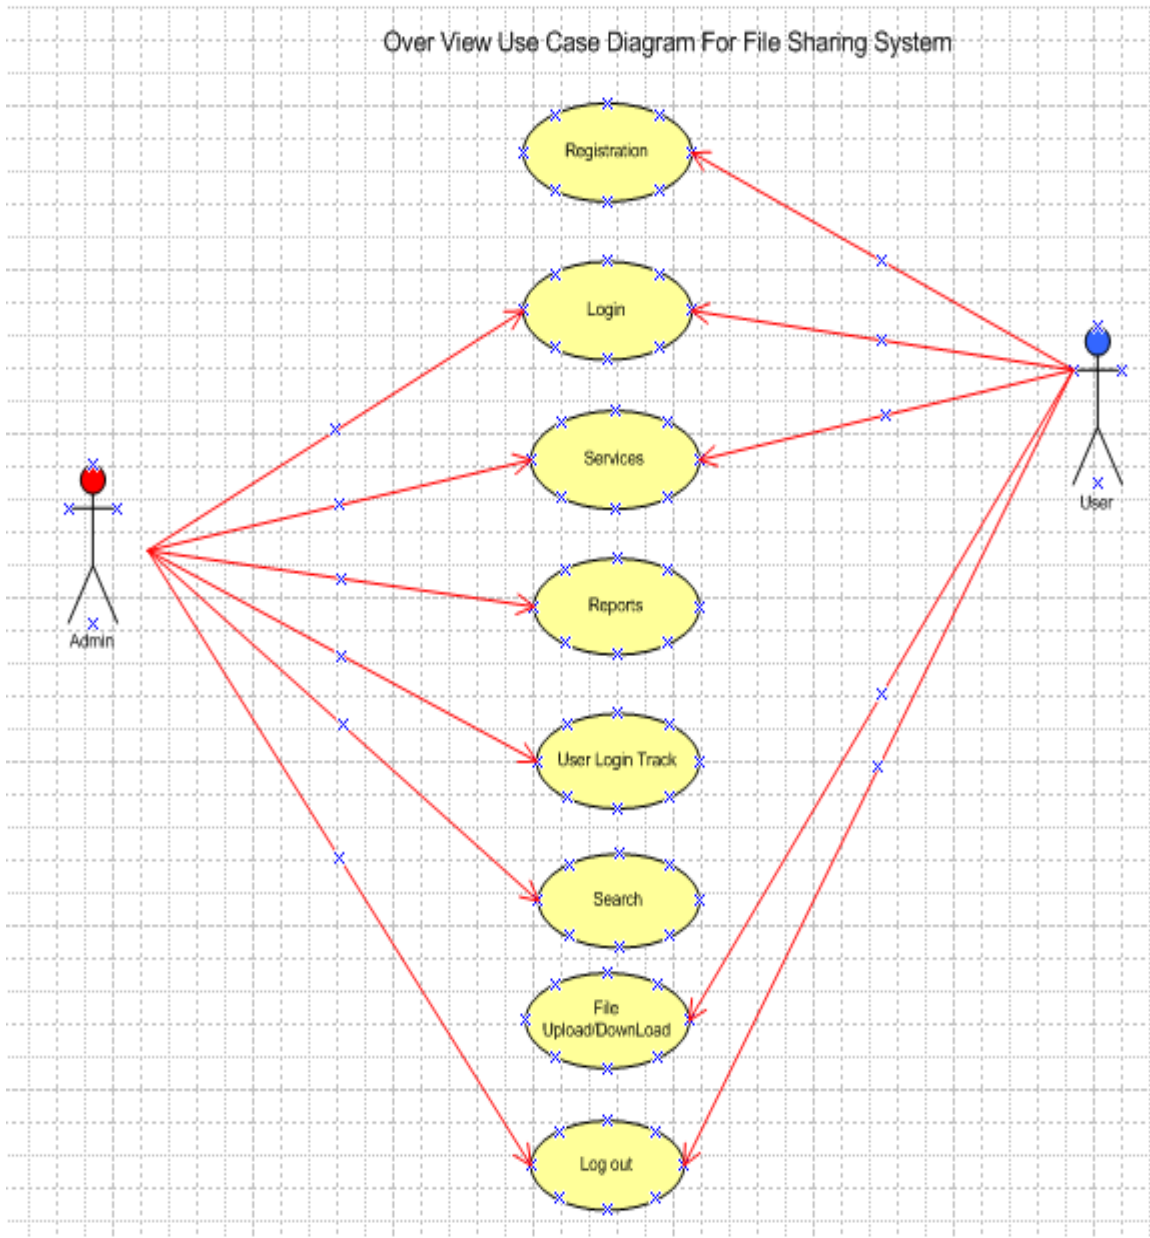 Over View Use Case Diagram For File Sharing System
Registration
Login
Services
User
Reports
Admin
User Login Track
Search
File
Upload/DownLoad
Log out